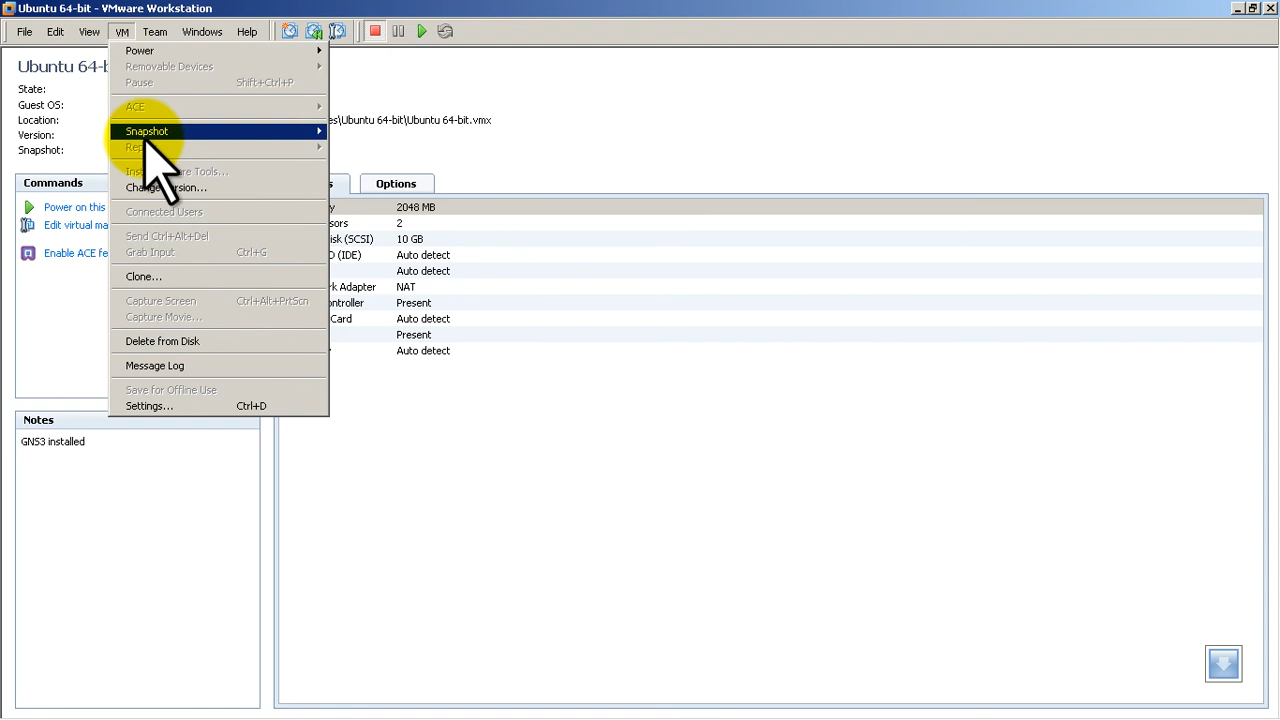 Ubuntu 64-bit - VMware Workstation
File Edit View VM Team Windows Help
Ubuntu 64-b
State:
Guest OS:
Location: es\Ubuntu 64-bit\Ubuntu 64-bit.vmx
Version:
Snapshot:
Power
Removable Devices
Pause Shift+Ctrl+P
ACE
Snapshot
Change
Connected Users
Send Ctrl+Alt+Del
Grab Input Ctrl+G
Clone...
Capture Screen Ctrl+Alt+PrtScn
Capture Movie...
Delete from Disk
Message Log
Save for Offline Use
Settings... Ctrl+D
Commands
Power on this
Edit virtual ma
Enable ACE fe
Options
2048 MB
2
isk (SCSI) 10 GB
(IDE) Auto detect
Auto detect
rk Adapter NAT
ontroller Present
Card Auto detect
Present
Auto detect
Notes
GNS3 installed